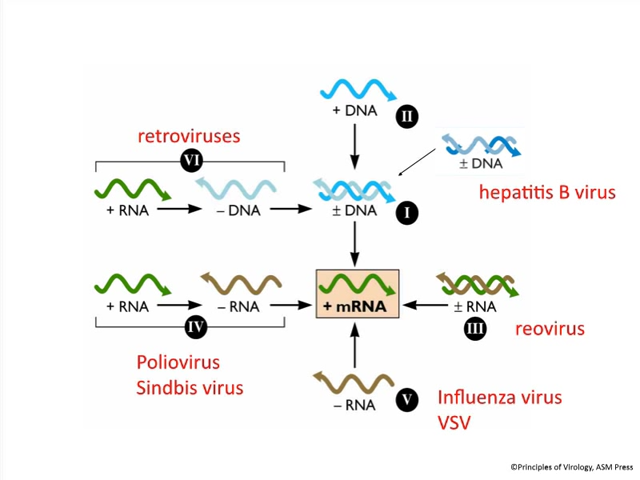 + DNA
II
retroviruses
VI
± DNA
hepatitis B virus
+ RNA
– DNA
± DNA
I
+ RNA
– RNA
+ mRNA
± RNA
IV
III
reovirus
Poliovirus
Sindbis virus
– RNA
V
Influenza virus
VSV
©Principles of Virology, ASM Press